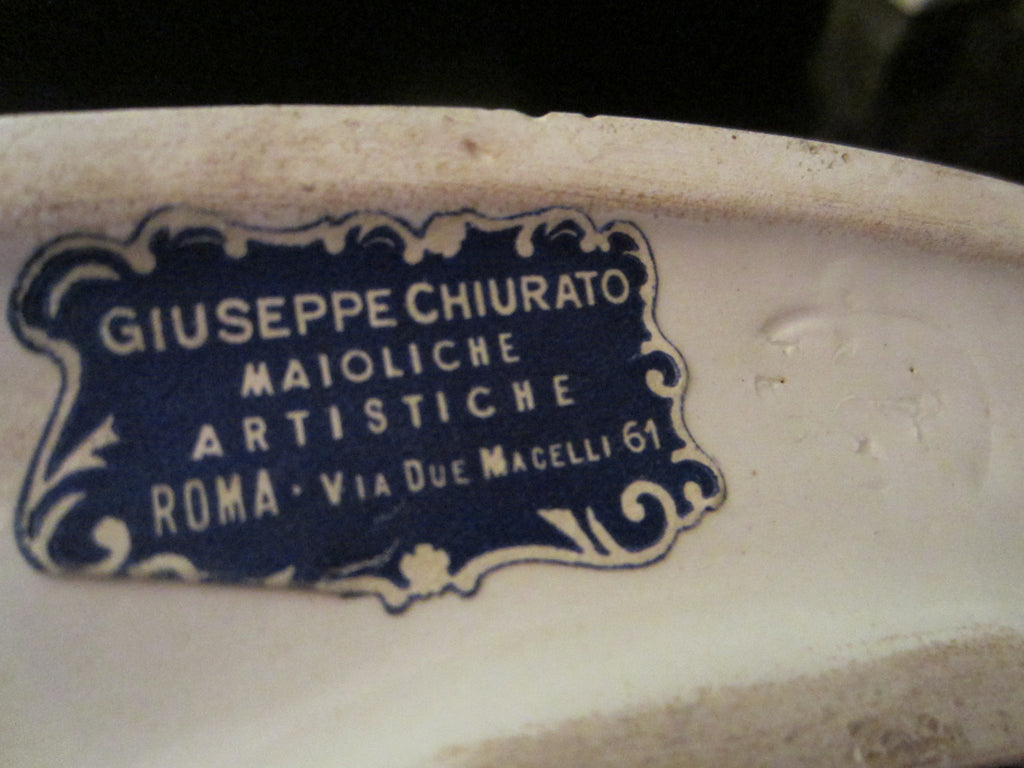 GIUSEPPE CHIURATO
MAIOLICHE
ARTISTICHE
ROMA · VIA DUE MACELLI 61